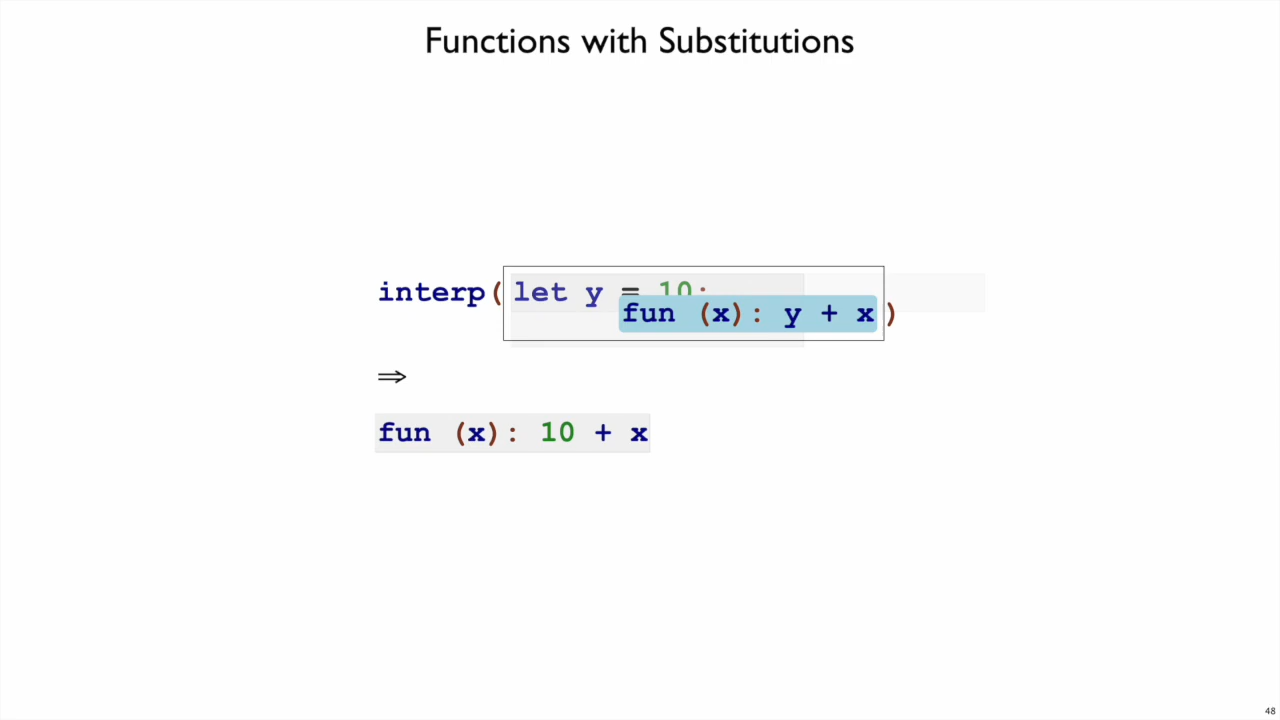 Functions with Substitutions
interp( let y = 10:
fun (x): y + x )
⇒
fun (x): 10 + x
48